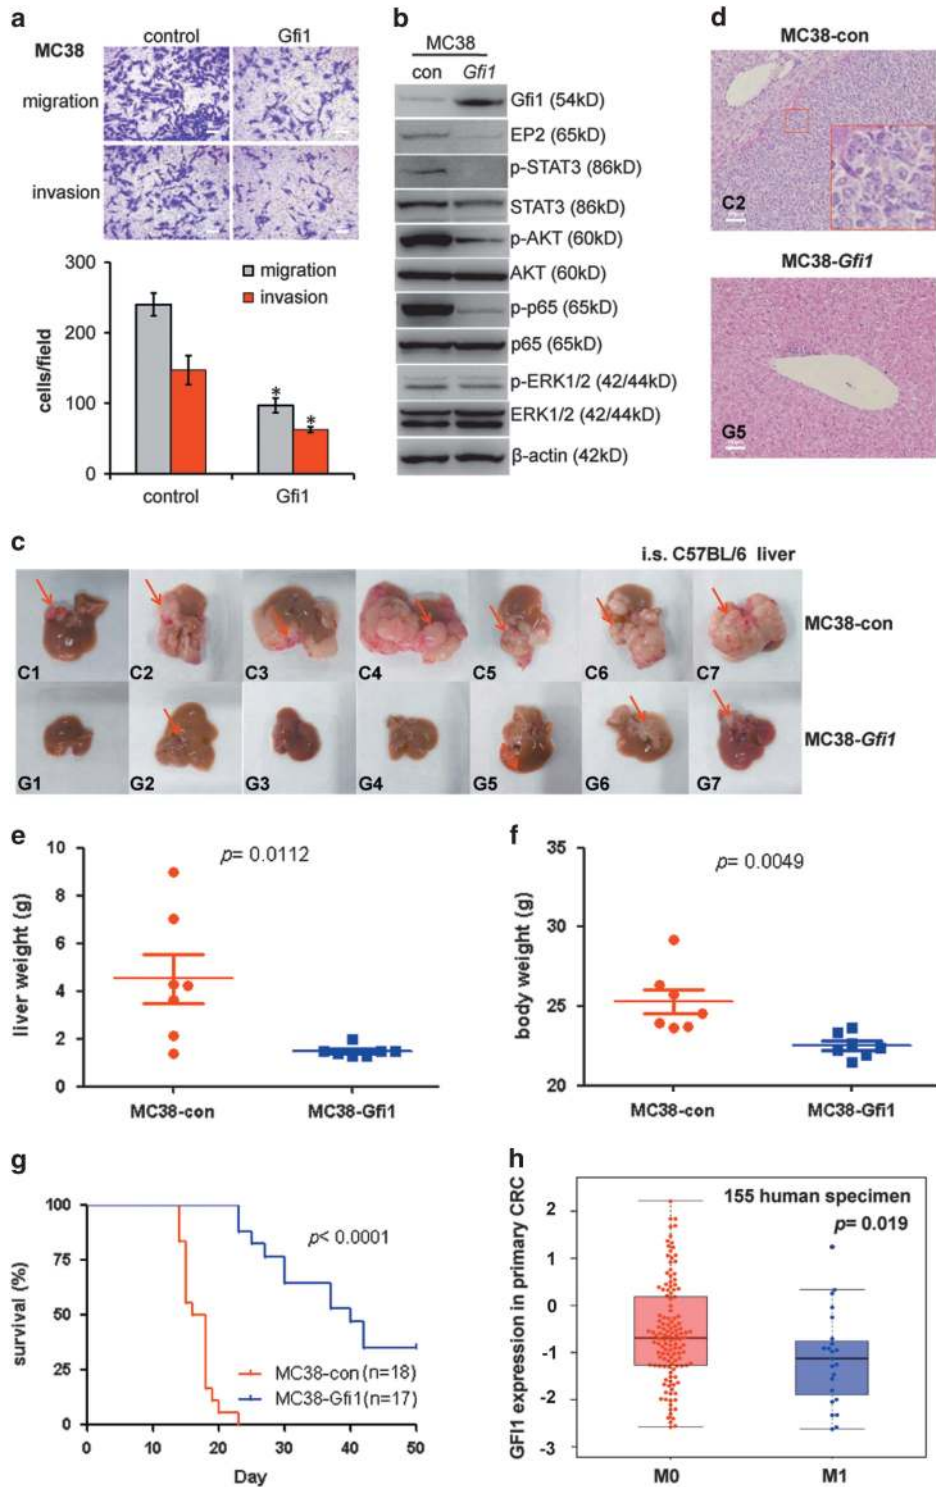 a
control Gfi1
MC38
migration
invasion
300
200
100
0
cells/field
migration
invasion
*
*
control Gfi1
b
MC38
con Gfi1
Gfi1 (54kD)
EP2 (65kD)
p-STAT3 (86kD)
STAT3 (86kD)
p-AKT (60kD)
AKT (60kD)
p-p65 (65kD)
p65 (65kD)
p-ERK1/2 (42/44kD)
ERK1/2 (42/44kD)
β-actin (42kD)
d
MC38-con
C2
MC38-Gfi1
G5
c
i.s. C57BL/6 liver
C1 C2 C3 C4 C5 C6 C7
MC38-con
G1 G2 G3 G4 G5 G6 G7
MC38-Gfi1
e
p= 0.0112
10
8
6
4
2
0
liver weight (g)
MC38-con MC38-Gfi1
f
p= 0.0049
35
30
25
20
body weight (g)
MC38-con MC38-Gfi1
g
p< 0.0001
100
75
50
25
0
survival (%)
MC38-con (n=18)
MC38-Gfi1 (n=17)
0 10 20 30 40 50
Day
h
155 human specimen
p= 0.019
2
1
0
-1
-2
-3
GFI1 expression in primary CRC
M0 M1